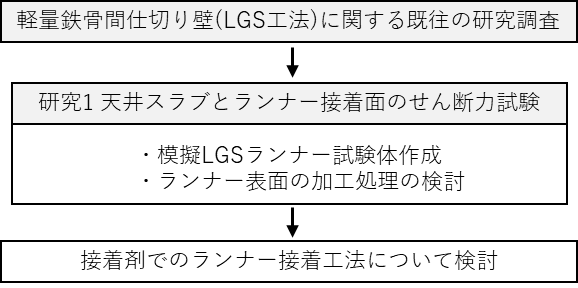 軽量鉄骨間仕切り壁(LGS工法)に関する既往の研究調査
研究1 天井スラブとランナー接着面のせん断力試験
・模擬LGSランナー試験体作成
・ランナー表面の加工処理の検討
接着剤でのランナー接着工法について検討